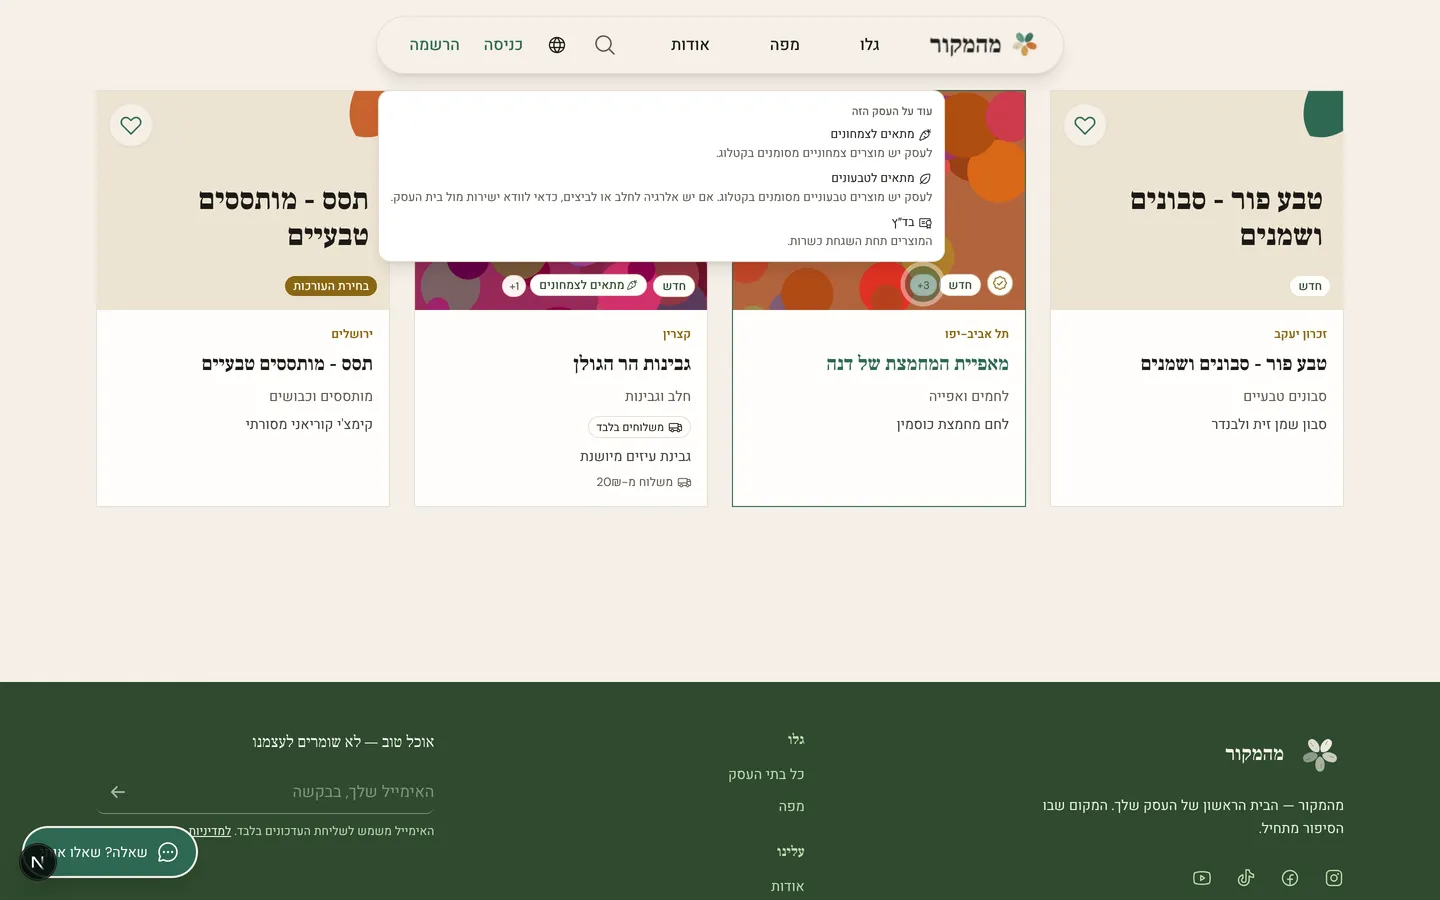 מהמקור
גלו
מפה
אודות
כניסה
הרשמה
עוד על העסק הזה
מתאים לצמחונים
לעסק יש מוצרים צמחוניים מסומנים בקטלוג.
מתאים לטבעונים
לעסק יש מוצרים טבעוניים מסומנים בקטלוג. אם יש אלרגיה לחלב או לביצים, כדאי לוודא ישירות מול בית העסק.
בד״ץ
המוצרים תחת השגחת כשרות.
טבע פור - סבונים
ושמנים
חדש
זכרון יעקב
טבע פור - סבונים ושמנים
סבונים טבעיים
סבון שמן זית ולבנדר
חדש
+3
תל אביב-יפו
מאפיית המחמצת של דנה
לחמים ואפייה
לחם מחמצת כוסמין
חדש
מתאים לצמחונים
+1
קצרין
גבינות הר הגולן
חלב וגבינות
משלוחים בלבד
גבינת עיזים מיושנת
משלוח מ-20₪
תסס - מותססים
טבעיים
בחירת העורכות
ירושלים
תסס - מותססים טבעיים
מותססים וכבושים
קימצ'י קוריאני מסורתי
מהמקור
מהמקור — הבית הראשון של העסק שלך. המקום שבו
הסיפור מתחיל.
גלו
כל בתי העסק
מפה
עלינו
אודות
אוכל טוב — לא שומרים לעצמנו
האימייל שלך, בבקשה
האימייל משמש לשליחת העדכונים בלבד. למדיניות
שאלה? שאלו
N